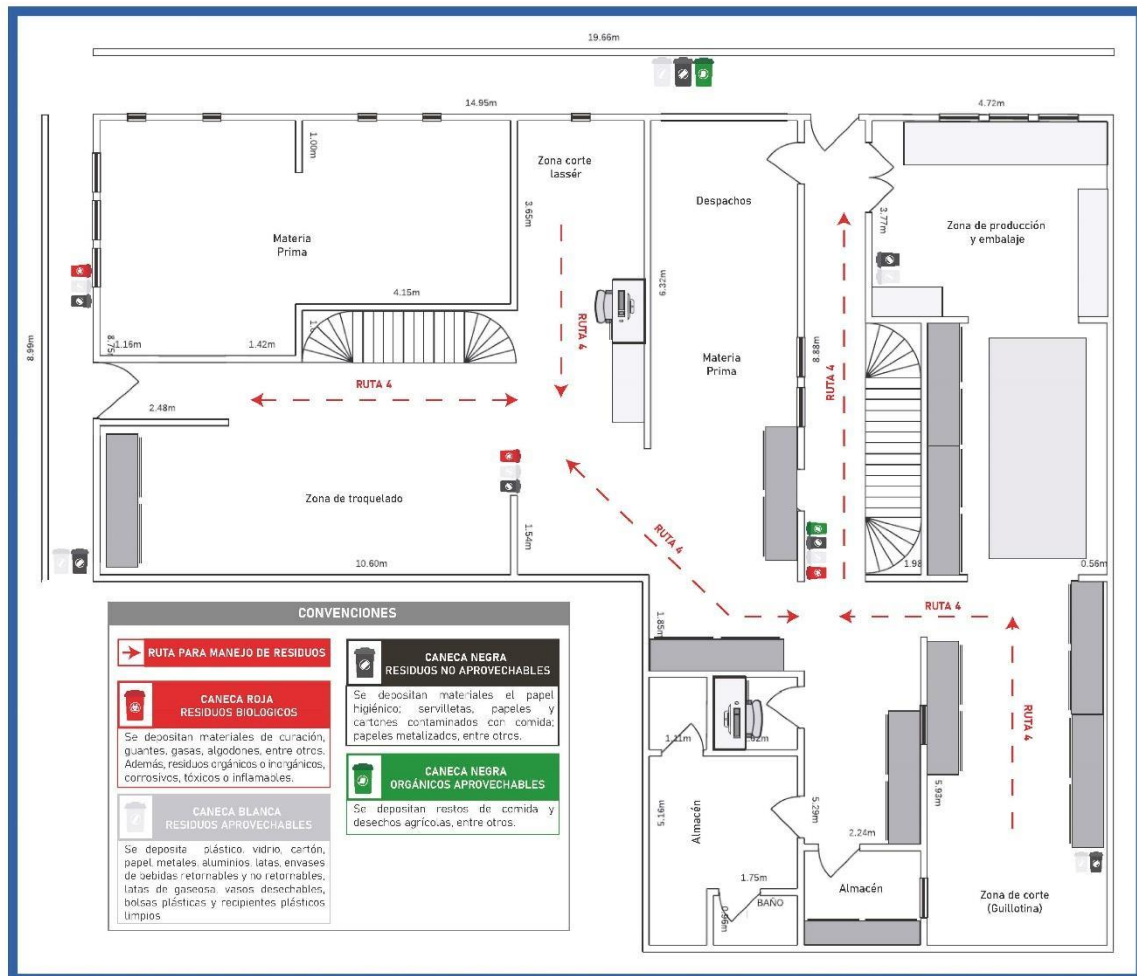 19.66m
14.95m
4.72m
1.00m
Zona corte
lassér
3.65m
Despachos
3.77m
Zona de producción
y embalaje
Materia
Prima
6.32m
4.15m
8.99m
8.75
1.16m
1.42m
RUTA 4
RUTA 4
Materia
Prima
8.88m
RUTA 4
2.48m
Zona de troquelado
RUTA 4
1.54m
10.60m
1.98
0.56m
RUTA 4
1.85m
RUTA 4
1.11m
5.16m
Almacén
5.29m
5.93m
2.24m
1.75m
BAÑO
0.96m
Almacén
Zona de corte
(Guillotina)
CONVENCIONES
RUTA PARA MANEJO DE RESIDUOS
CANECA ROJA
RESIDUOS BIOLOGICOS
Se depositan materiales de curación,
guantes, gasas, algodones, entre otros.
Además, residuos orgánicos o inorgánicos,
corrosivos, tóxicos o inflamables.
CANECA BLANCA
RESIDUOS APROVECHABLES
Se deposita plástico, vidrio, cartón,
papel, metales, aluminios, latas, envases
de bebidas retornables y no retornables,
latas de gaseosa, vasos desechables,
bolsas plásticas y recipientes plásticos
limpios
CANECA NEGRA
RESIDUOS NO APROVECHABLES
Se depositan materiales el papel
higiénico; servilletas, papeles y
cartones contaminados con comida;
papeles metalizados, entre otros.
CANECA NEGRA
ORGÁNICOS APROVECHABLES
Se depositan restos de comida y
desechos agrícolas, entre otros.